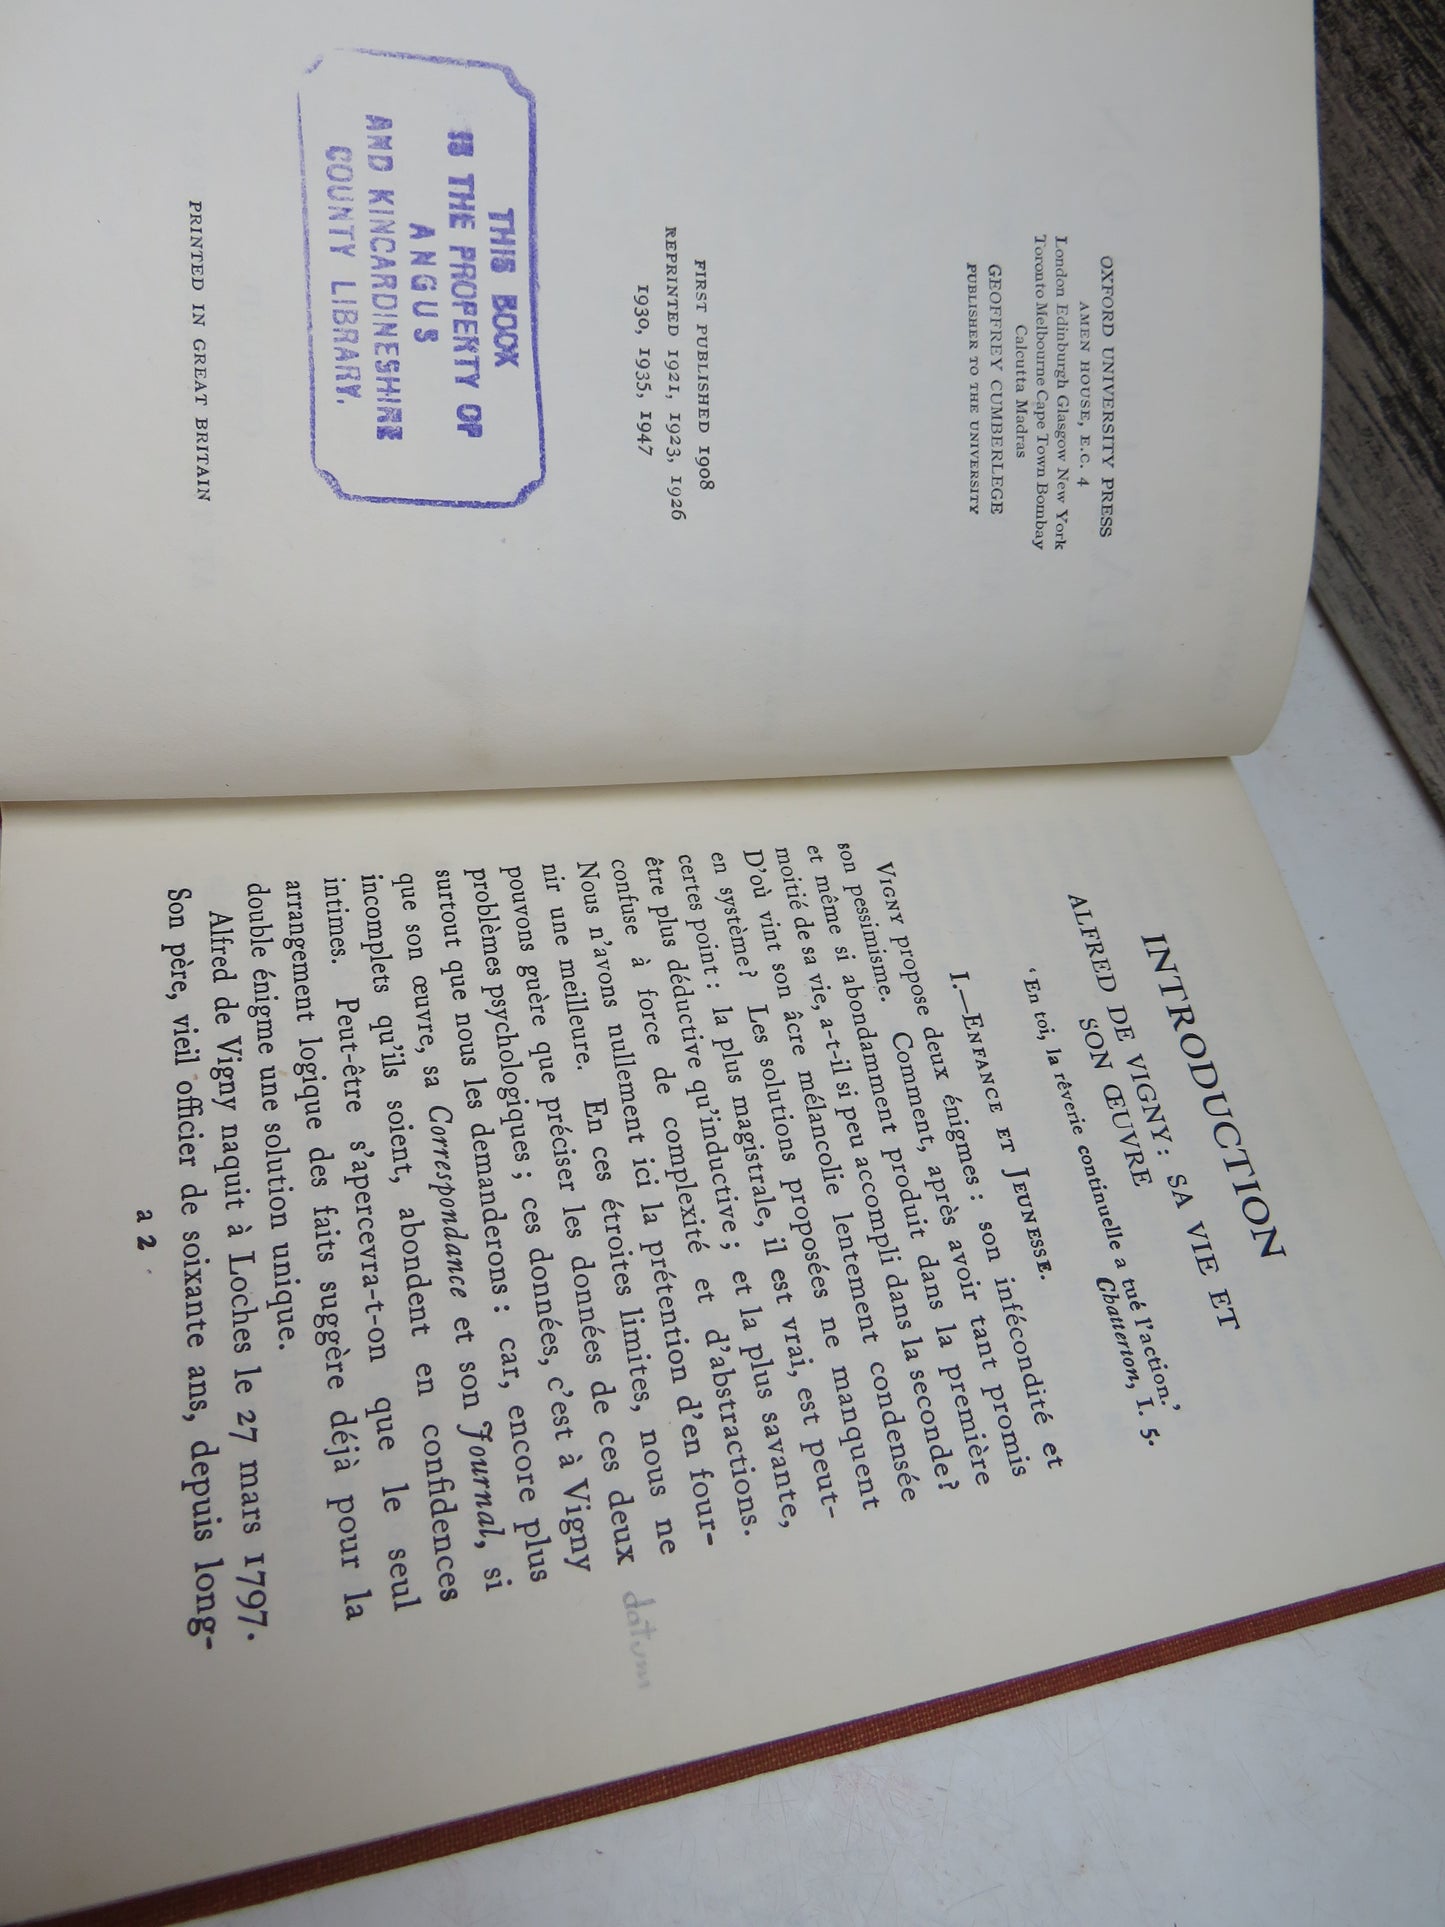 OXFORD UNIVERSITY PRESS
AMEN HOUSE, E.C. 4
London Edinburgh Glasgow New York
Toronto Melbourne Cape Town Bombay
Calcutta Madras
GEOFFREY CUMBERLEGE
PUBLISHER TO THE UNIVERSITY
FIRST PUBLISHED 1908
REPRINTED 1921, 1923, 1926
1930, 1935, 1947
THIS BOOK
IS THE PROPERTY OF
ANGUS
AND KINCARDINESHIRE
COUNTY LIBRARY.
PRINTED IN GREAT BRITAIN
INTRODUCTION
ALFRED DE VIGNY: SA VIE ET
SON ŒUVRE
‘En toi, la rêverie continuelle a tué l’action.’
Chatterton, I. 5.
I.—Enfance et Jeunesse.
Vigny propose deux énigmes : son infécondité et
son pessimisme. Comment, après avoir tant promis
et même si abondamment produit dans la première
moitié de sa vie, a-t-il si peu accompli dans la seconde?
D’où vint son âcre mélancolie lentement condensée
en système? Les solutions proposées ne manquent
certes point : la plus magistrale, il est vrai, est peut-
être plus déductive qu’inductive ; et la plus savante,
confuse à force de complexité et d’abstractions.
Nous n’avons nullement ici la prétention d’en four-
nir une meilleure. En ces étroites limites, nous ne
pouvons guère que préciser les données de ces deux
problèmes psychologiques ; ces données, c’est à Vigny
surtout que nous les demanderons : car, encore plus
que son œuvre, sa Correspondance et son Journal, si
incomplets qu’ils soient, abondent en confidences
intimes. Peut-être s’apercevra-t-on que le seul
arrangement logique des faits suggère déjà pour la
double énigme une solution unique.
Alfred de Vigny naquit à Loches le 27 mars 1797.
Son père, vieil officier de soixante ans, depuis long-
a 2
datum